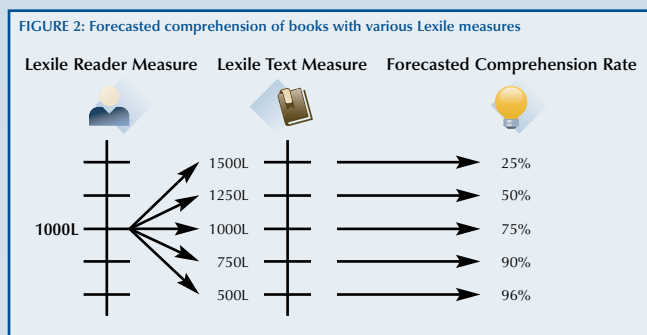 FIGURE 2: Forecasted comprehension of books with various Lexile measures
Lexile Reader Measure Lexile Text Measure Forecasted Comprehension Rate
1500L 25%
1250L 50%
1000L 1000L 75%
750L 90%
500L 96%